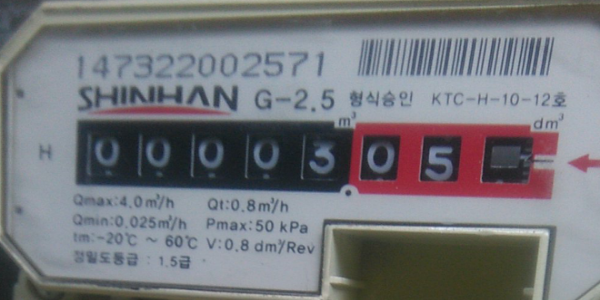 147322002571
SHINHAN G-2.5 형식승인 KTC-H-10-12호
m³ dm³
H 0 0 0 0 3 0 5
Qmax:4.0m³/h Qt:0.8m³/h
Qmin:0.025m³/h Pmax:50 kPa
tm:-20℃ ~ 60℃ V:0.8 dm³/Rev
정밀도등급 : 1.5급